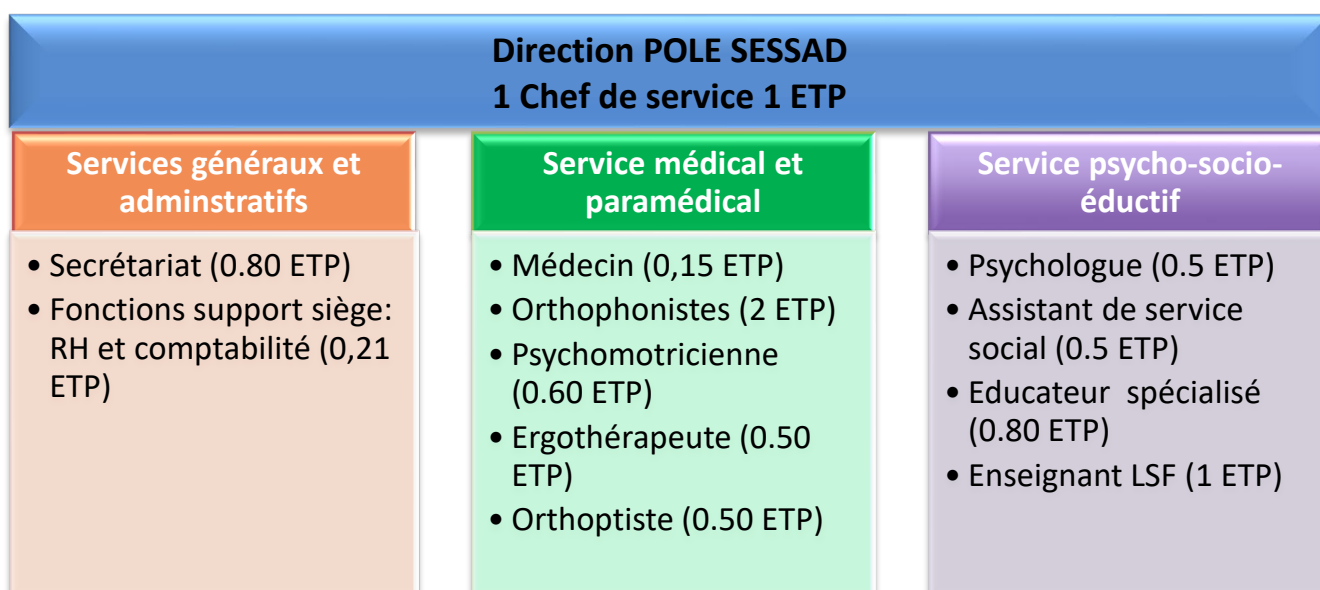 Direction POLE SESSAD
1 Chef de service 1 ETP
Services généraux et
adminstratifs
• Secrétariat (0.80 ETP)
• Fonctions support siège:
RH et comptabilité (0,21
ETP)
Service médical et
paramédical
• Médecin (0,15 ETP)
• Orthophonistes (2 ETP)
• Psychomotricienne
(0.60 ETP)
• Ergothérapeute (0.50
ETP)
• Orthoptiste (0.50 ETP)
Service psycho-socio-
éductif
• Psychologue (0.5 ETP)
• Assistant de service
social (0.5 ETP)
• Educateur spécialisé
(0.80 ETP)
• Enseignant LSF (1 ETP)